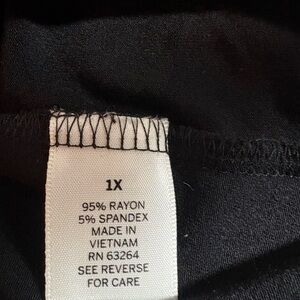 1X
95% RAYON
5% SPANDEX
MADE IN
VIETNAM
RN 63264
SEE REVERSE
FOR CARE